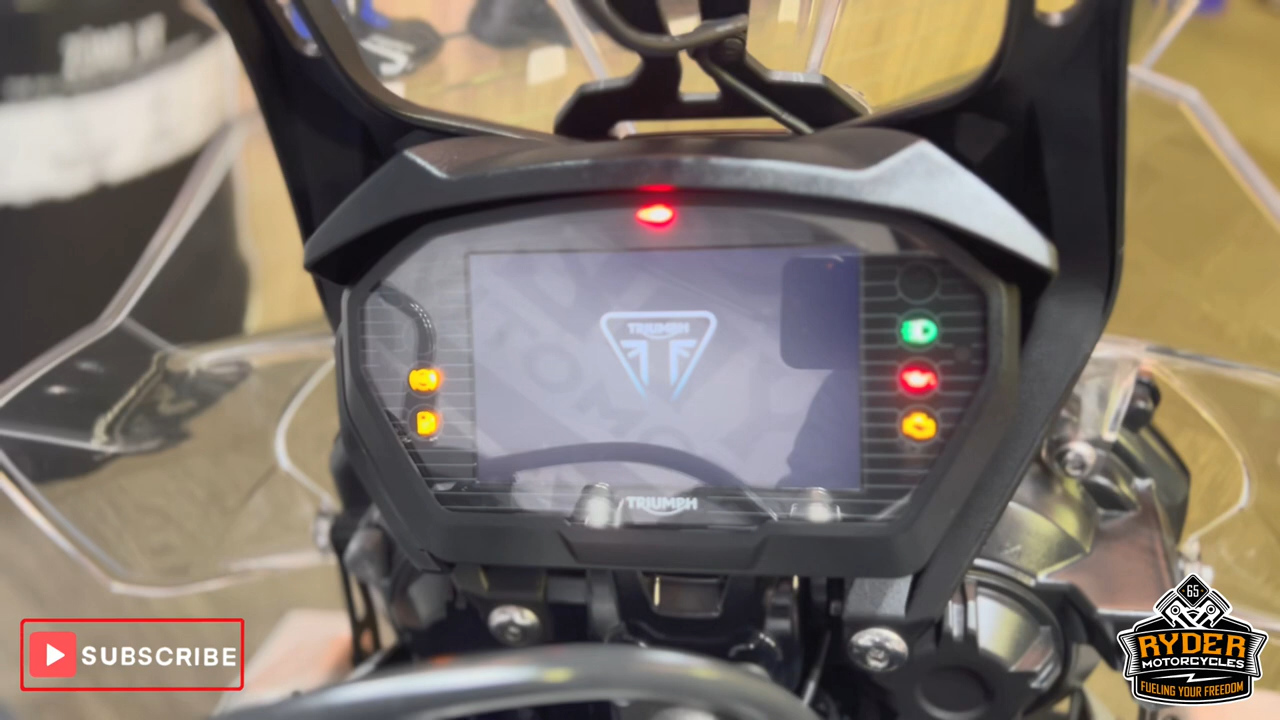 TRIUMPH
TRIUMPH
SUBSCRIBE
65
RYDER
MOTORCYCLES
FUELING YOUR FREEDOM